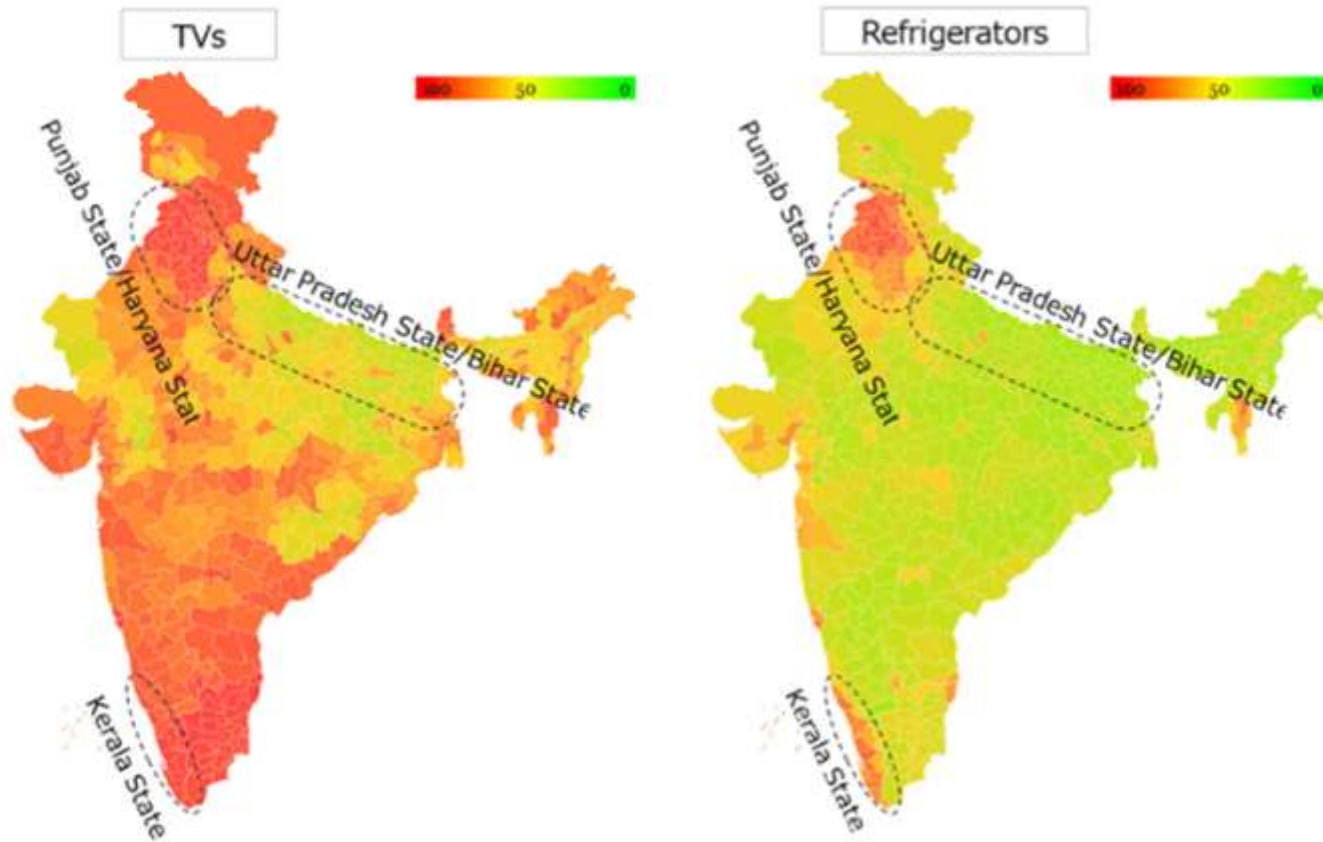 TVs
100 50 0
Punjab State/Haryana Stat
Uttar Pradesh State/Bihar State
Kerala State
Refrigerators
100 50 0
Punjab State/Haryana Stat
Uttar Pradesh State/Bihar State
Kerala State